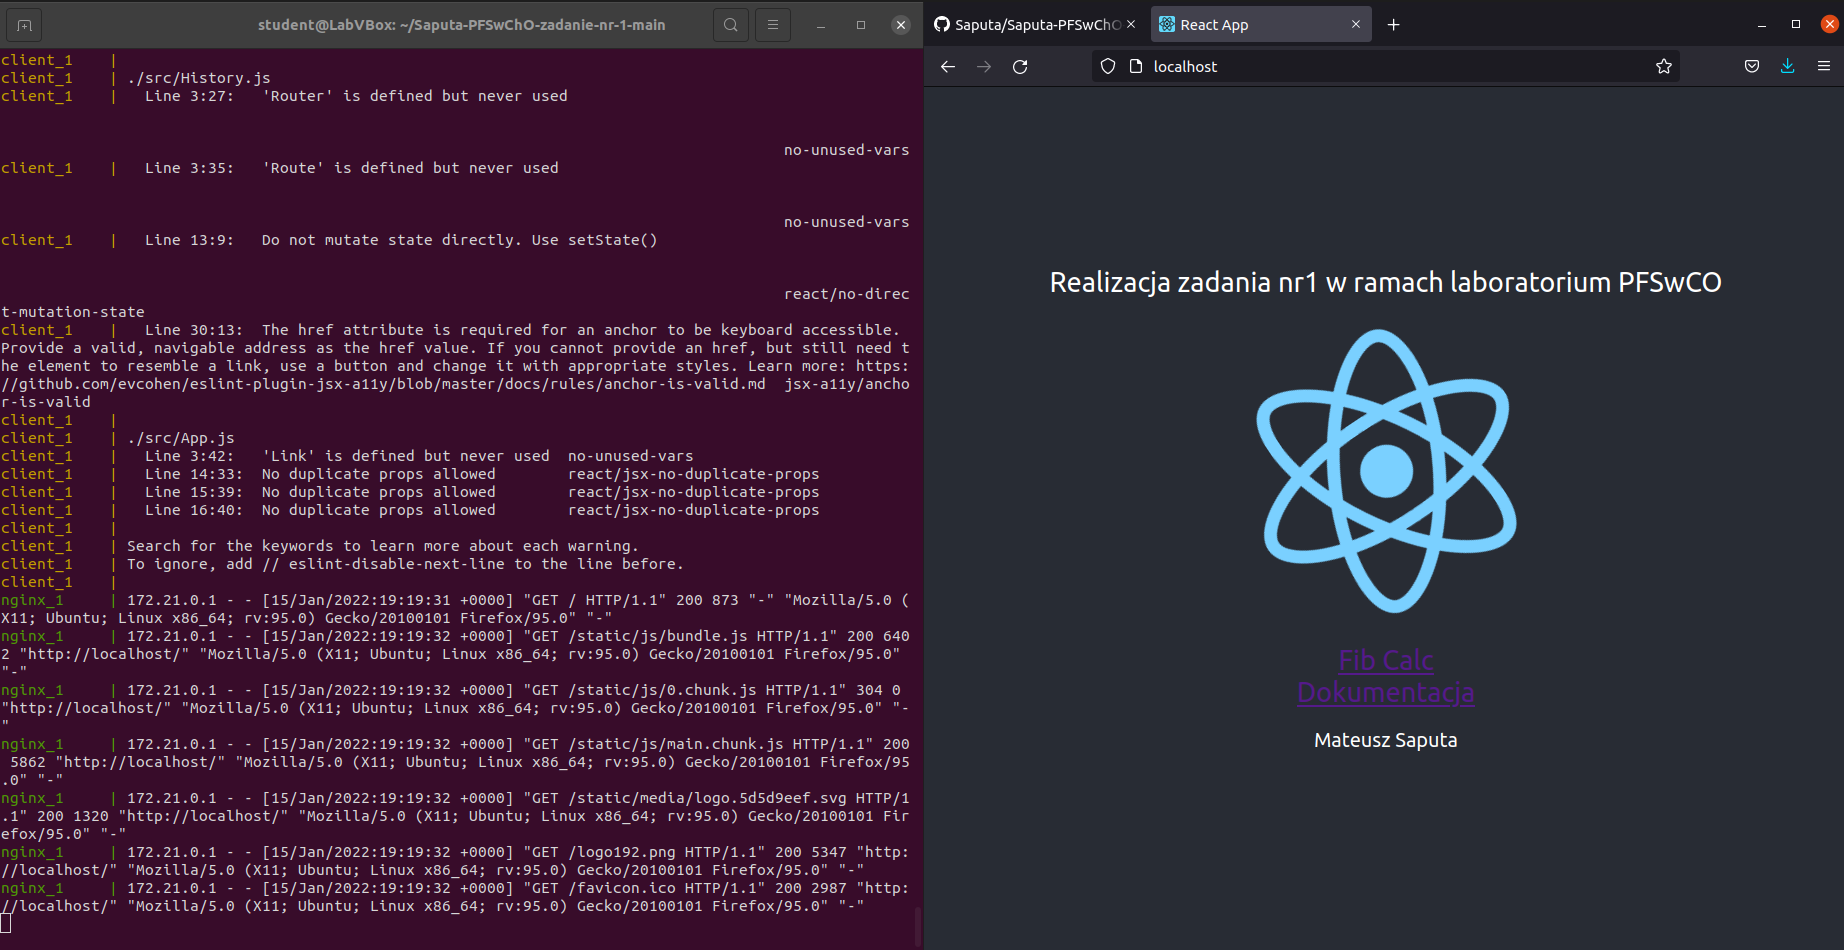 student@LabVBox: ~/Saputa-PFSwChO-zadanie-nr-1-main
client_1    |
client_1    | ./src/History.js
client_1    |   Line 3:27:   'Router' is defined but never used
no-unused-vars
client_1    |   Line 3:35:   'Route' is defined but never used
no-unused-vars
client_1    |   Line 13:9:   Do not mutate state directly. Use setState()
react/no-direc
t-mutation-state
client_1    |   Line 30:13:  The href attribute is required for an anchor to be keyboard accessible.
Provide a valid, navigable address as the href value. If you cannot provide an href, but still need t
he element to resemble a link, use a button and change it with appropriate styles. Learn more: https:
//github.com/evcohen/eslint-plugin-jsx-a11y/blob/master/docs/rules/anchor-is-valid.md  jsx-a11y/ancho
r-is-valid
client_1    |
client_1    | ./src/App.js
client_1    |   Line 3:42:   'Link' is defined but never used  no-unused-vars
client_1    |   Line 14:33:  No duplicate props allowed        react/jsx-no-duplicate-props
client_1    |   Line 15:39:  No duplicate props allowed        react/jsx-no-duplicate-props
client_1    |   Line 16:40:  No duplicate props allowed        react/jsx-no-duplicate-props
client_1    |
client_1    | Search for the keywords to learn more about each warning.
client_1    | To ignore, add // eslint-disable-next-line to the line before.
client_1    |
nginx_1     | 172.21.0.1 - - [15/Jan/2022:19:19:31 +0000] "GET / HTTP/1.1" 200 873 "-" "Mozilla/5.0 (
X11; Ubuntu; Linux x86_64; rv:95.0) Gecko/20100101 Firefox/95.0" "-"
nginx_1     | 172.21.0.1 - - [15/Jan/2022:19:19:32 +0000] "GET /static/js/bundle.js HTTP/1.1" 200 640
2 "http://localhost/" "Mozilla/5.0 (X11; Ubuntu; Linux x86_64; rv:95.0) Gecko/20100101 Firefox/95.0"
"-"
nginx_1     | 172.21.0.1 - - [15/Jan/2022:19:19:32 +0000] "GET /static/js/0.chunk.js HTTP/1.1" 304 0
"http://localhost/" "Mozilla/5.0 (X11; Ubuntu; Linux x86_64; rv:95.0) Gecko/20100101 Firefox/95.0" "-
"
nginx_1     | 172.21.0.1 - - [15/Jan/2022:19:19:32 +0000] "GET /static/js/main.chunk.js HTTP/1.1" 200
5862 "http://localhost/" "Mozilla/5.0 (X11; Ubuntu; Linux x86_64; rv:95.0) Gecko/20100101 Firefox/95
.0" "-"
nginx_1     | 172.21.0.1 - - [15/Jan/2022:19:19:32 +0000] "GET /static/media/logo.5d5d9eef.svg HTTP/1
.1" 200 1320 "http://localhost/" "Mozilla/5.0 (X11; Ubuntu; Linux x86_64; rv:95.0) Gecko/20100101 Fir
efox/95.0" "-"
nginx_1     | 172.21.0.1 - - [15/Jan/2022:19:19:32 +0000] "GET /logo192.png HTTP/1.1" 200 5347 "http:
//localhost/" "Mozilla/5.0 (X11; Ubuntu; Linux x86_64; rv:95.0) Gecko/20100101 Firefox/95.0" "-"
nginx_1     | 172.21.0.1 - - [15/Jan/2022:19:19:32 +0000] "GET /favicon.ico HTTP/1.1" 200 2987 "http:
//localhost/" "Mozilla/5.0 (X11; Ubuntu; Linux x86_64; rv:95.0) Gecko/20100101 Firefox/95.0" "-"
Saputa/Saputa-PFSwChO
React App
localhost
Realizacja zadania nr1 w ramach laboratorium PFSwCO
Fib Calc
Dokumentacja
Mateusz Saputa